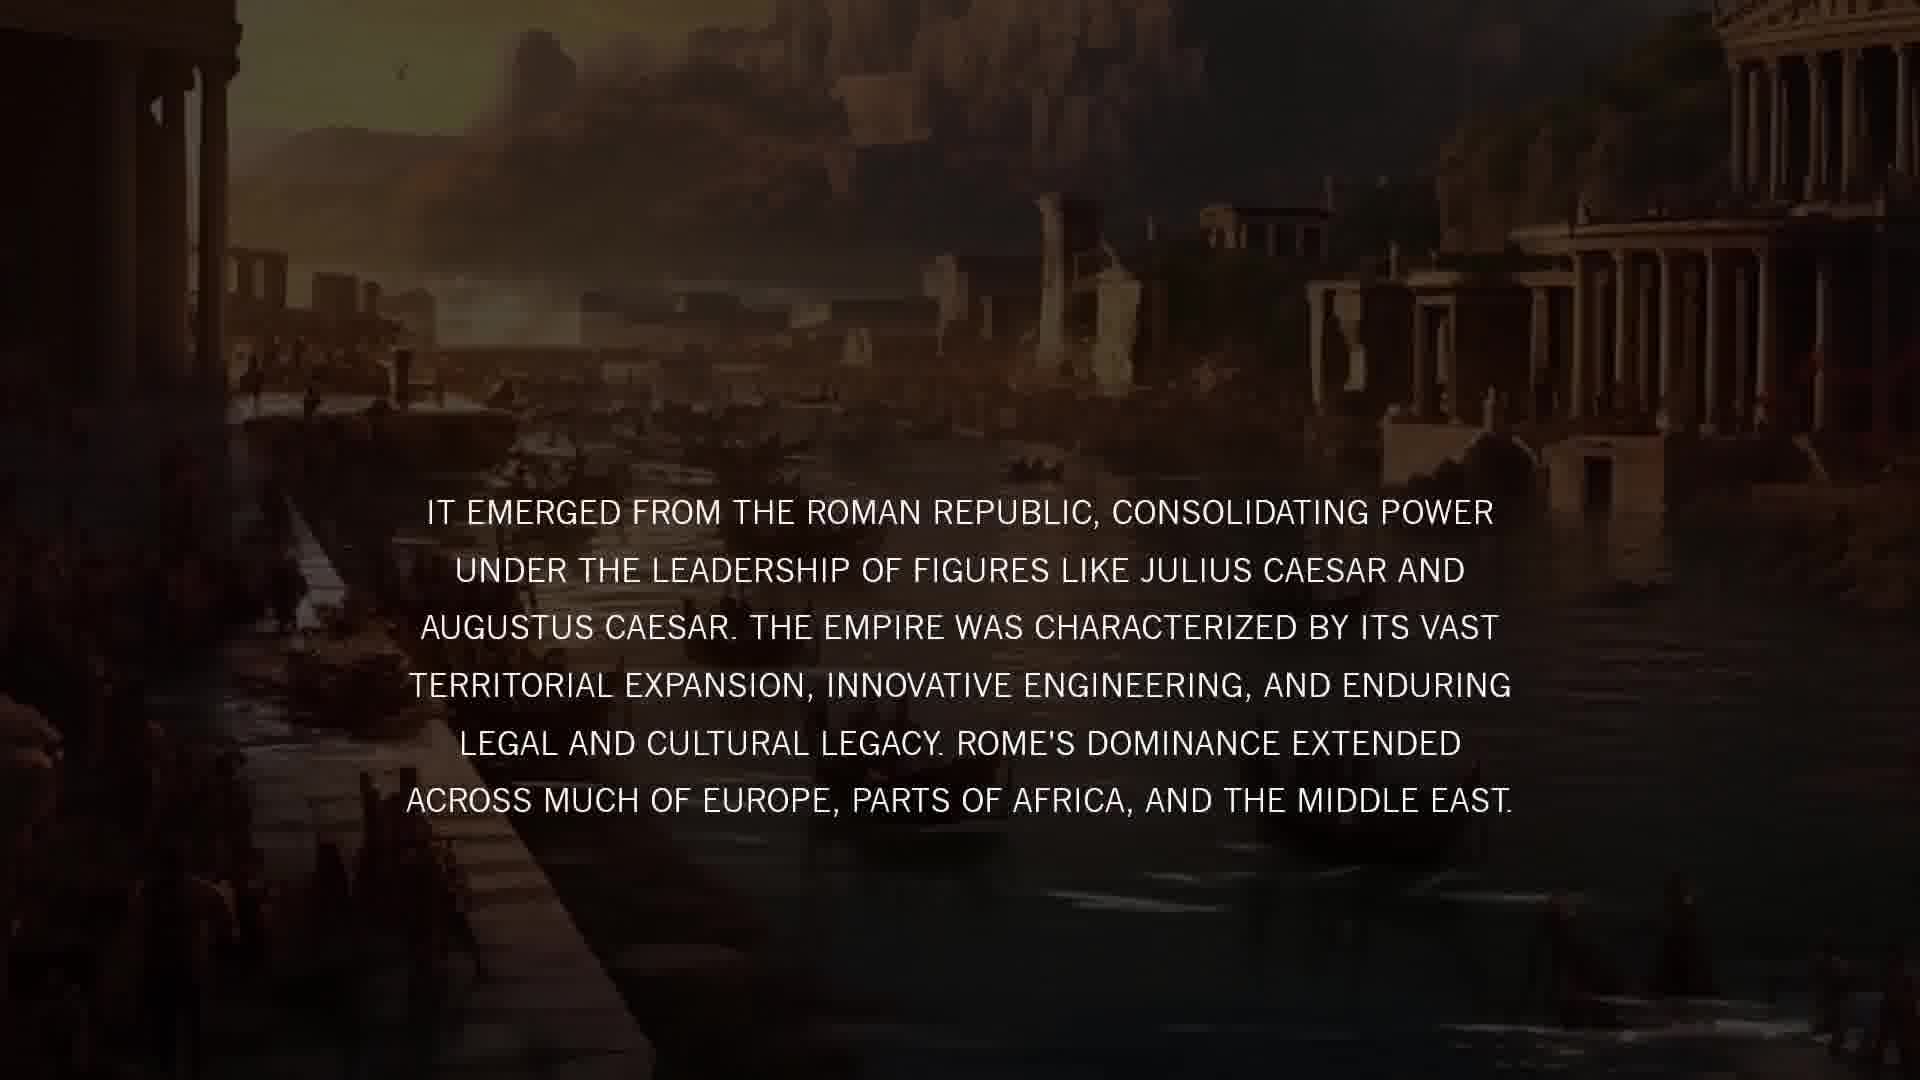 IT EMERGED FROM THE ROMAN REPUBLIC, CONSOLIDATING POWER
UNDER THE LEADERSHIP OF FIGURES LIKE JULIUS CAESAR AND
AUGUSTUS CAESAR. THE EMPIRE WAS CHARACTERIZED BY ITS VAST
TERRITORIAL EXPANSION, INNOVATIVE ENGINEERING, AND ENDURING
LEGAL AND CULTURAL LEGACY. ROME'S DOMINANCE EXTENDED
ACROSS MUCH OF EUROPE, PARTS OF AFRICA, AND THE MIDDLE EAST.